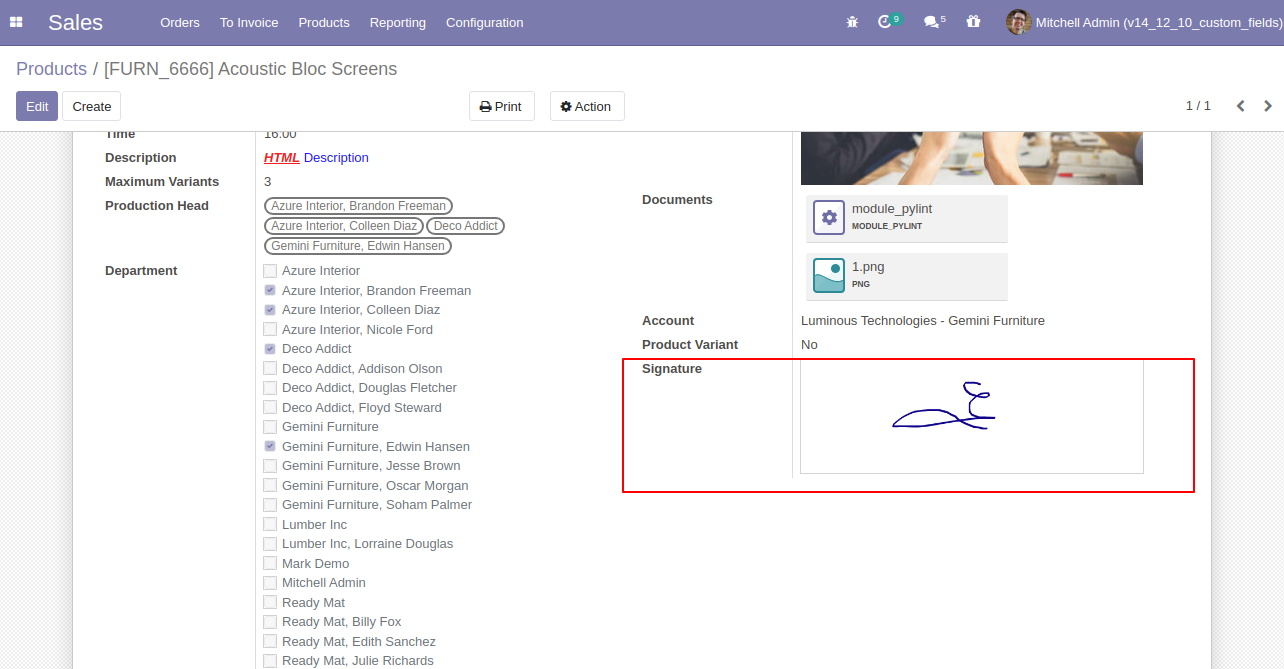 Sales
Orders To Invoice Products Reporting Configuration
9 5 Mitchell Admin (v14_12_10_custom_fields)
Products / [FURN_6666] Acoustic Bloc Screens
Edit Create Print Action 1 / 1
Time 16:00
Description HTML Description
Maximum Variants 3
Production Head Azure Interior, Brandon Freeman
Azure Interior, Colleen Diaz Deco Addict
Gemini Furniture, Edwin Hansen
Department Azure Interior
Azure Interior, Brandon Freeman
Azure Interior, Colleen Diaz
Azure Interior, Nicole Ford
Deco Addict
Deco Addict, Addison Olson
Deco Addict, Douglas Fletcher
Deco Addict, Floyd Steward
Gemini Furniture
Gemini Furniture, Edwin Hansen
Gemini Furniture, Jesse Brown
Gemini Furniture, Oscar Morgan
Gemini Furniture, Soham Palmer
Lumber Inc
Lumber Inc, Lorraine Douglas
Mark Demo
Mitchell Admin
Ready Mat
Ready Mat, Billy Fox
Ready Mat, Edith Sanchez
Ready Mat, Julie Richards
Documents module_pylint
MODULE_PYLINT
1.png
PNG
Account Luminous Technologies - Gemini Furniture
Product Variant No
Signature